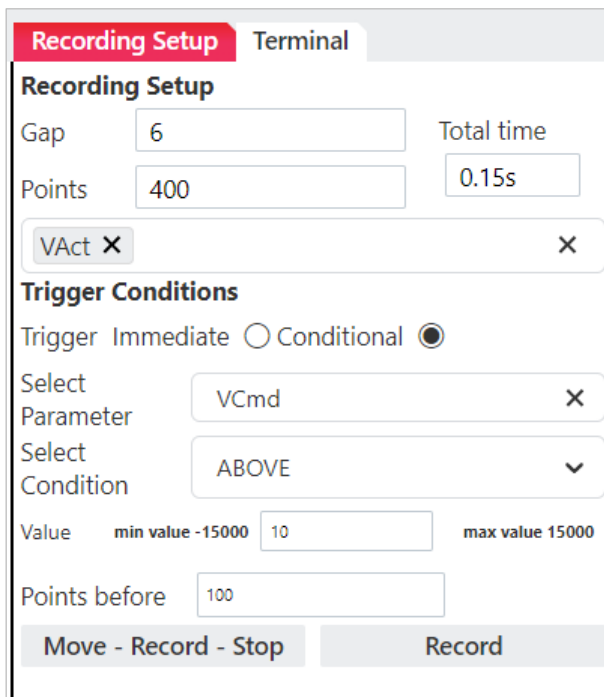 Recording Setup Terminal
Recording Setup
Gap 6 Total time
Points 400 0.15s
VAct ✕ ✕
Trigger Conditions
Trigger Immediate Conditional
Select
Parameter VCmd ✕
Select
Condition ABOVE
Value min value -15000 10 max value 15000
Points before 100
Move - Record - Stop Record